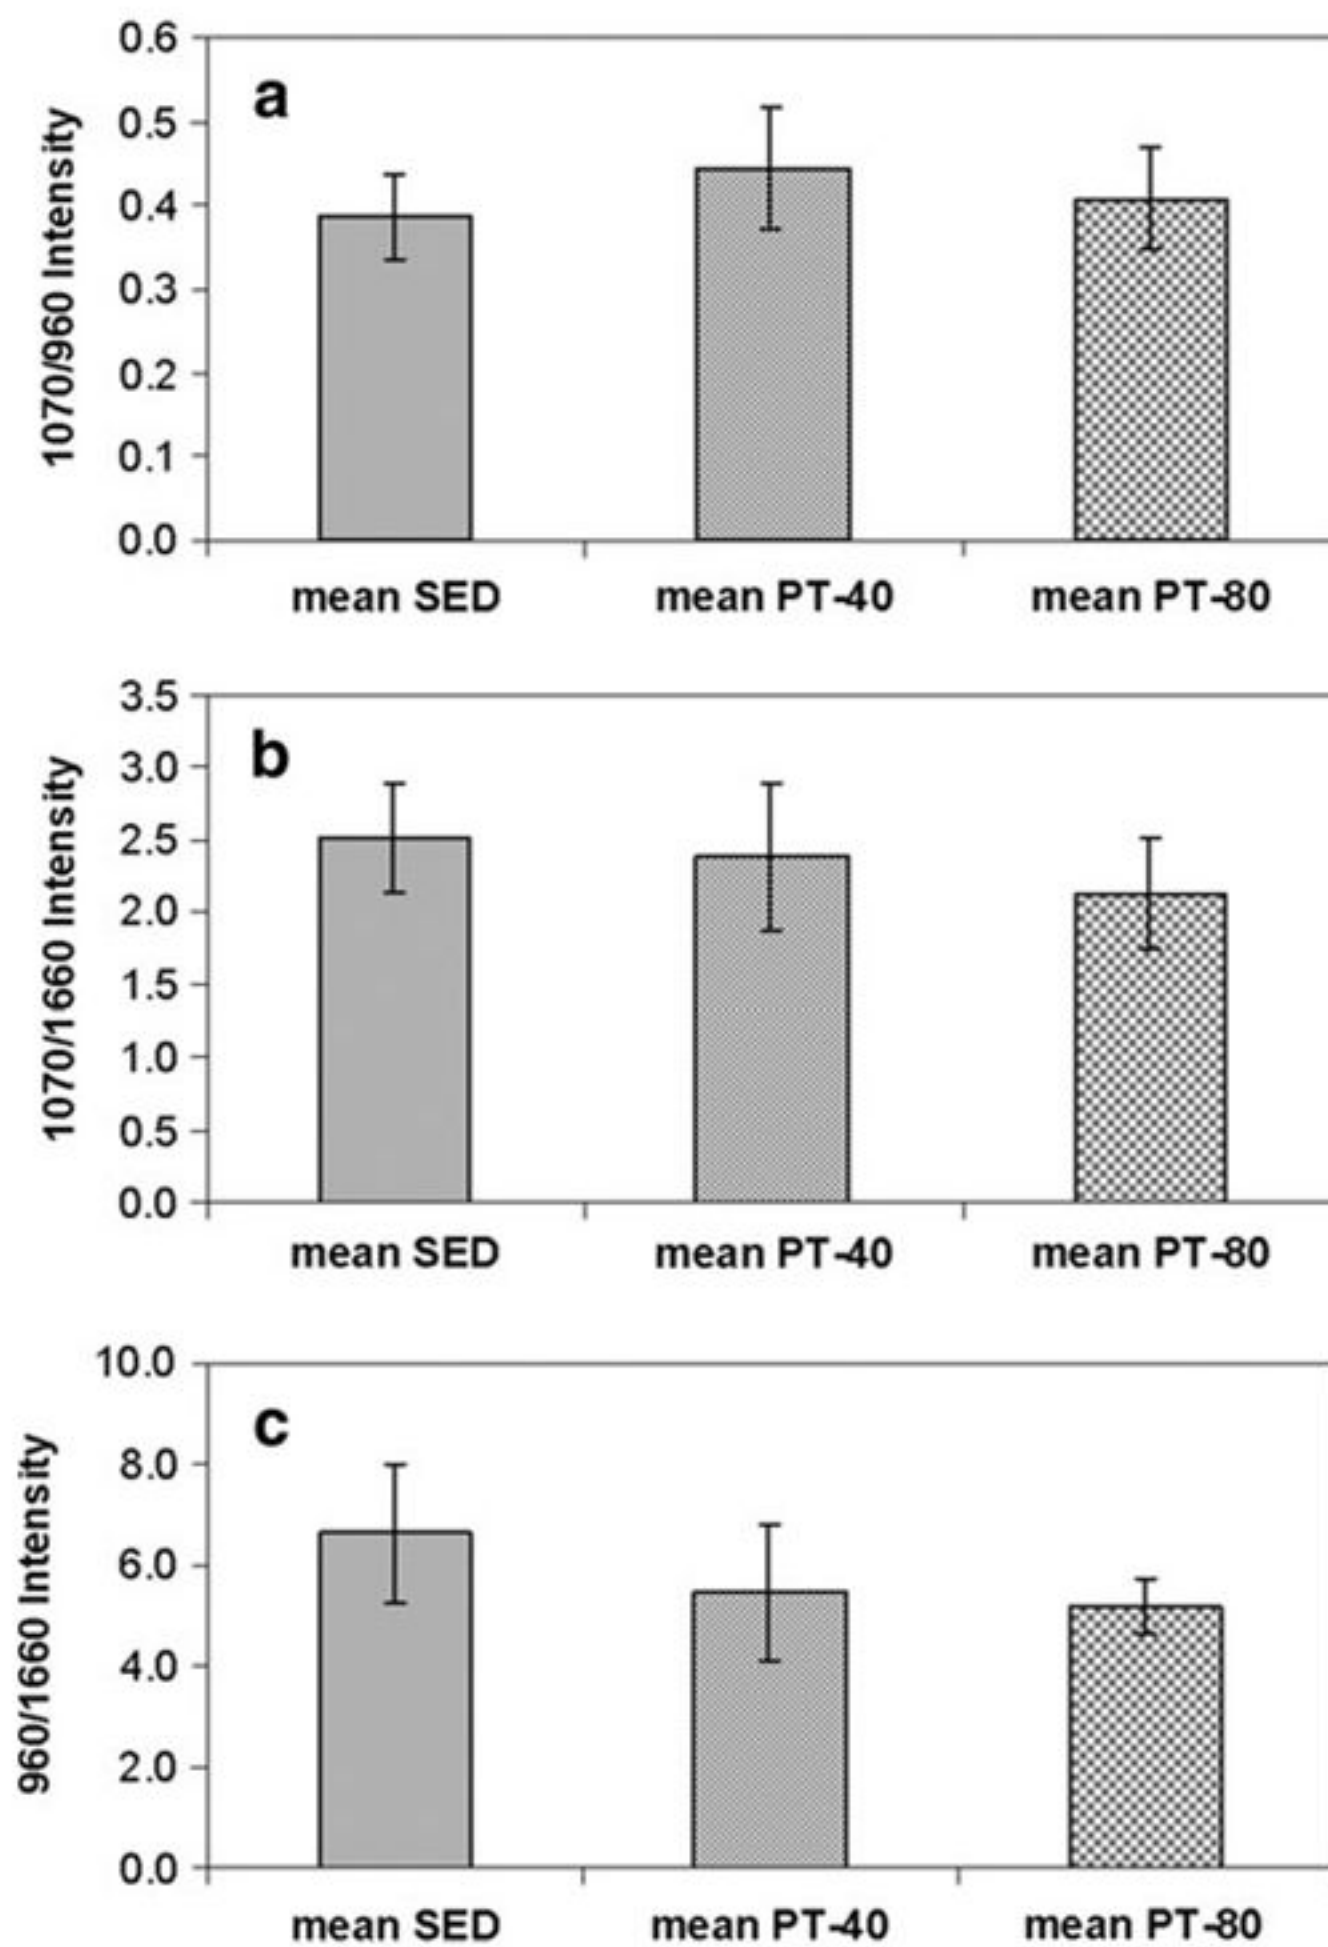 a
1070/960 Intensity
0.6
0.5
0.4
0.3
0.2
0.1
0.0
mean SED mean PT-40 mean PT-80
b
1070/1660 Intensity
3.5
3.0
2.5
2.0
1.5
1.0
0.5
0.0
mean SED mean PT-40 mean PT-80
c
960/1660 Intensity
10.0
8.0
6.0
4.0
2.0
0.0
mean SED mean PT-40 mean PT-80